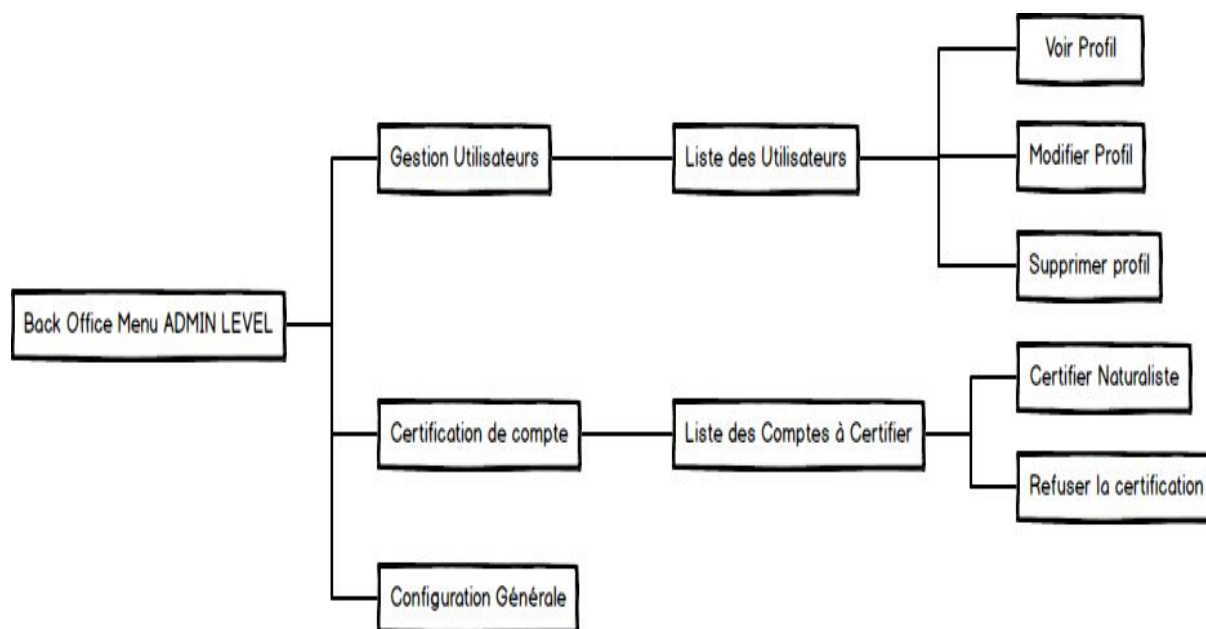 Voir Profil
Gestion Utilisateurs
Liste des Utilisateurs
Modifier Profil
Supprimer profil
Back Office Menu ADMIN LEVEL
Certifier Naturaliste
Certification de compte
Liste des Comptes à Certifier
Refuser la certification
Configuration Générale